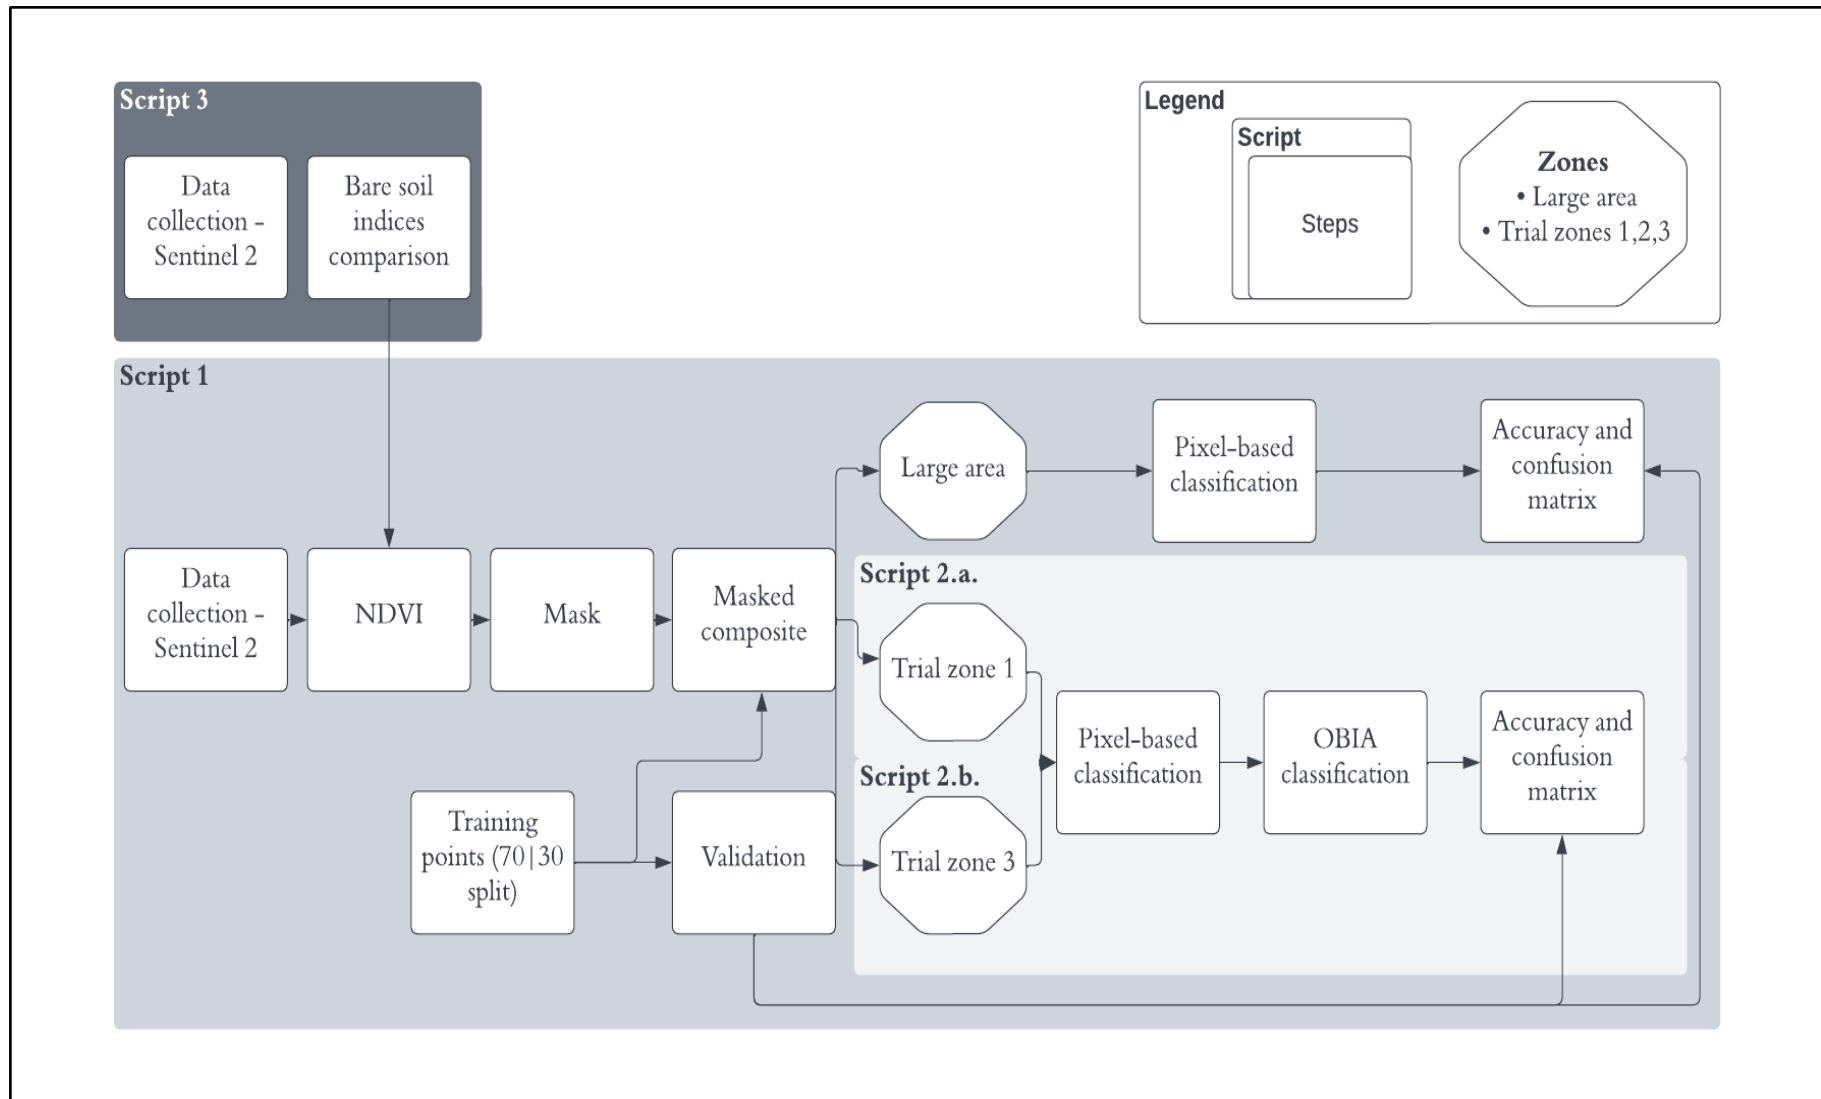 Script 3
Data
collection -
Sentinel 2
Bare soil
indices
comparison
Legend
Script
Steps
Zones
• Large area
• Trial zones 1,2,3
Script 1
Large area
Pixel-based
classification
Accuracy and
confusion
matrix
Data
collection -
Sentinel 2
NDVI
Mask
Masked
composite
Script 2.a.
Trial zone 1
Script 2.b.
Trial zone 3
Pixel-based
classification
OBIA
classification
Accuracy and
confusion
matrix
Training
points (70|30
split)
Validation